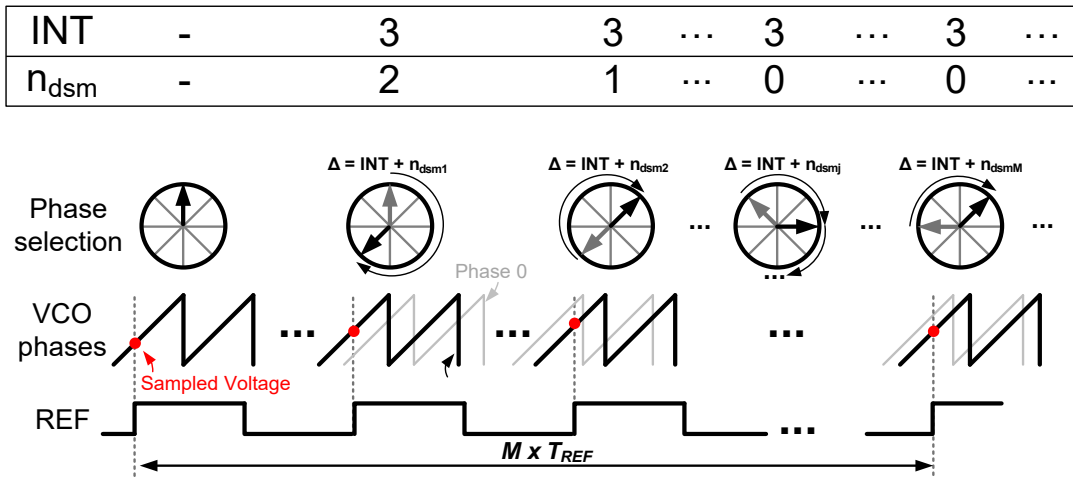 INT - 3 3 ... 3 ... 3 ...
n_dsm - 2 1 ... 0 ... 0 ...
Δ = INT + n_dsm1 Δ = INT + n_dsm2 Δ = INT + n_dsmj Δ = INT + n_dsmM
Phase
selection
... ... ...
...
Phase 0
VCO
phases
... ... ...
Sampled Voltage
REF
...
M x T_REF